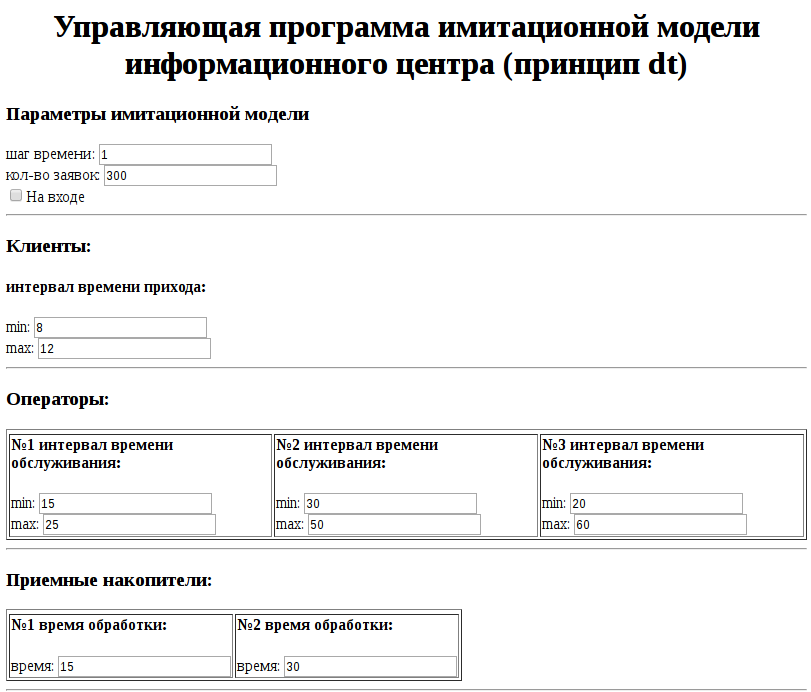 Управляющая программа имитационной модели
информационного центра (принцип dt)
Параметры имитационной модели
шаг времени: 1
кол-во заявок: 300
На входе
Клиенты:
интервал времени прихода:
min: 8
max: 12
Операторы:
№1 интервал времени
обслуживания:
min: 15
max: 25
№2 интервал времени
обслуживания:
min: 30
max: 50
№3 интервал времени
обслуживания:
min: 20
max: 60
Приемные накопители:
№1 время обработки:
время: 15
№2 время обработки:
время: 30